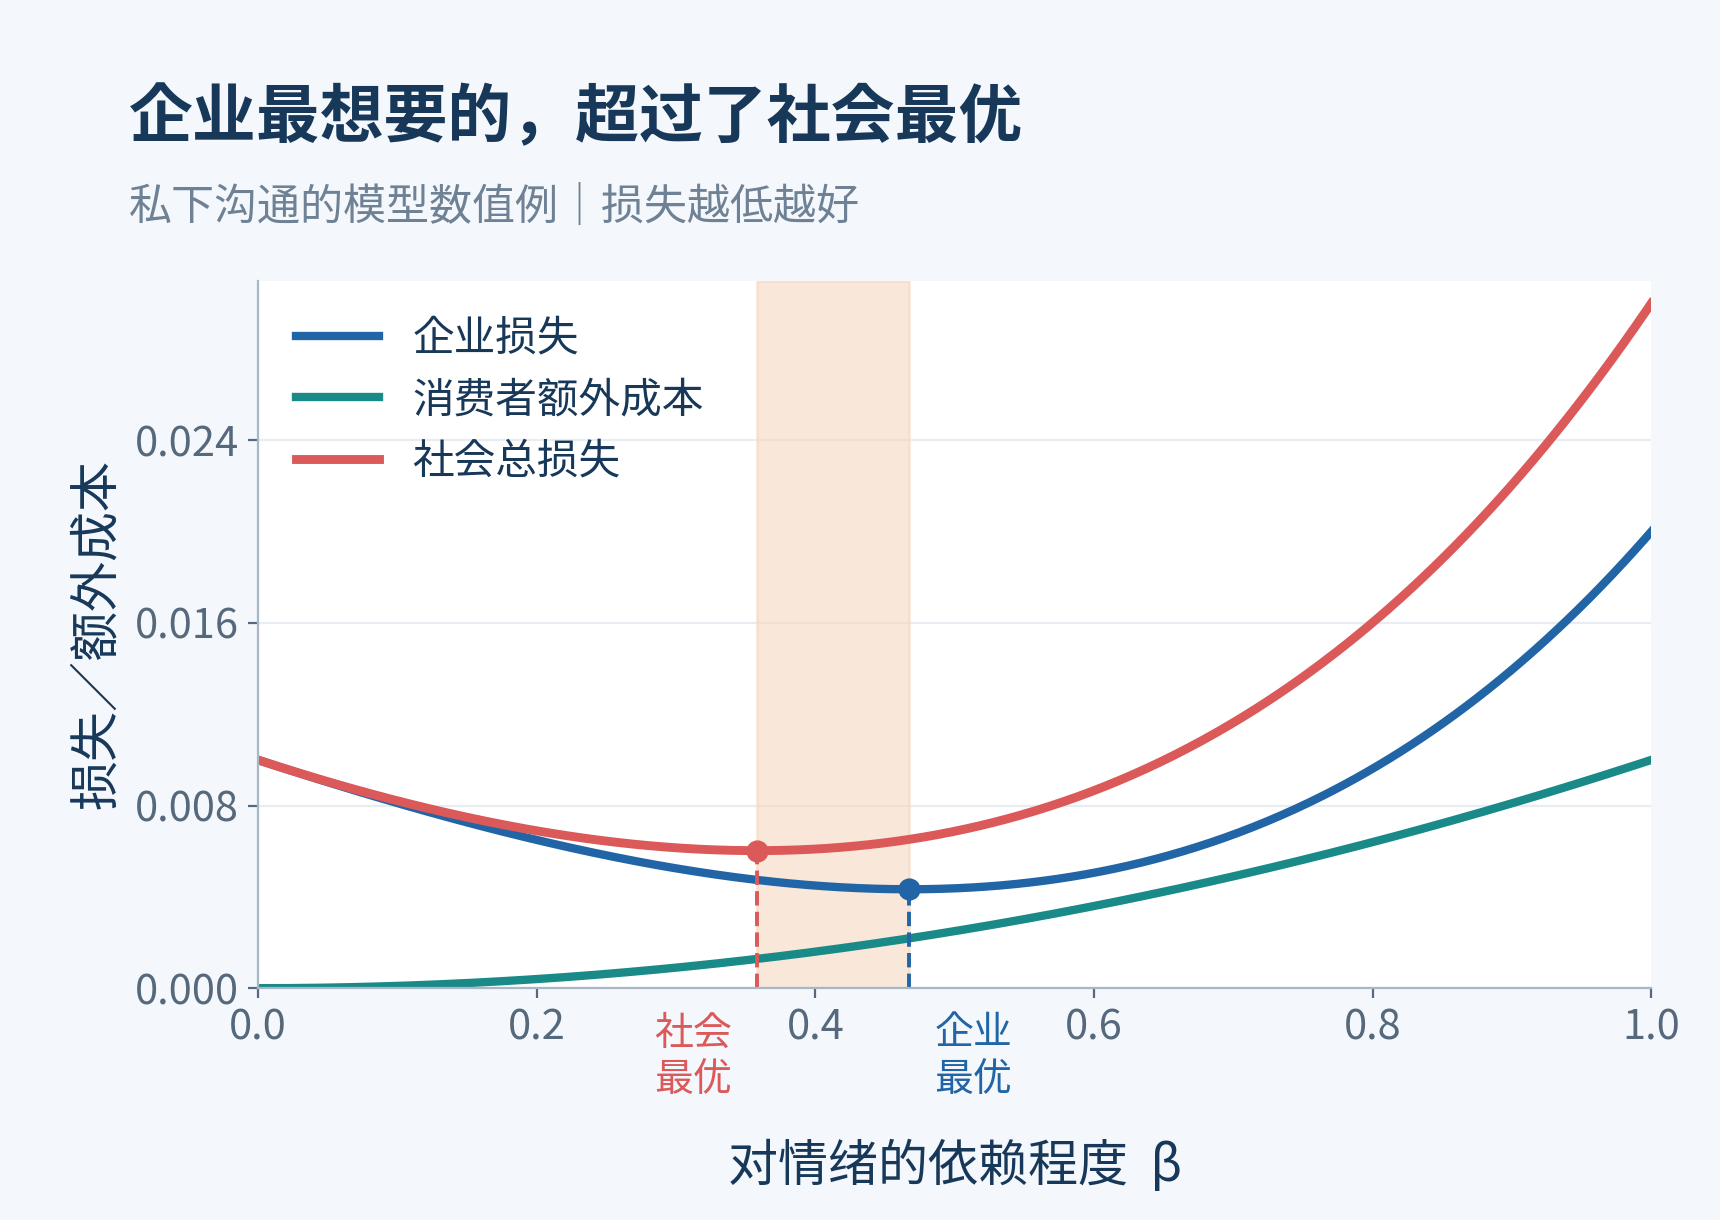 企业最想要的，超过了社会最优
私下沟通的模型数值例｜损失越低越好
企业损失
消费者额外成本
社会总损失
损失／额外成本
0.024
0.016
0.008
0.000
0.0
0.2
0.4
0.6
0.8
1.0
社会
最优
企业
最优
对情绪的依赖程度 β